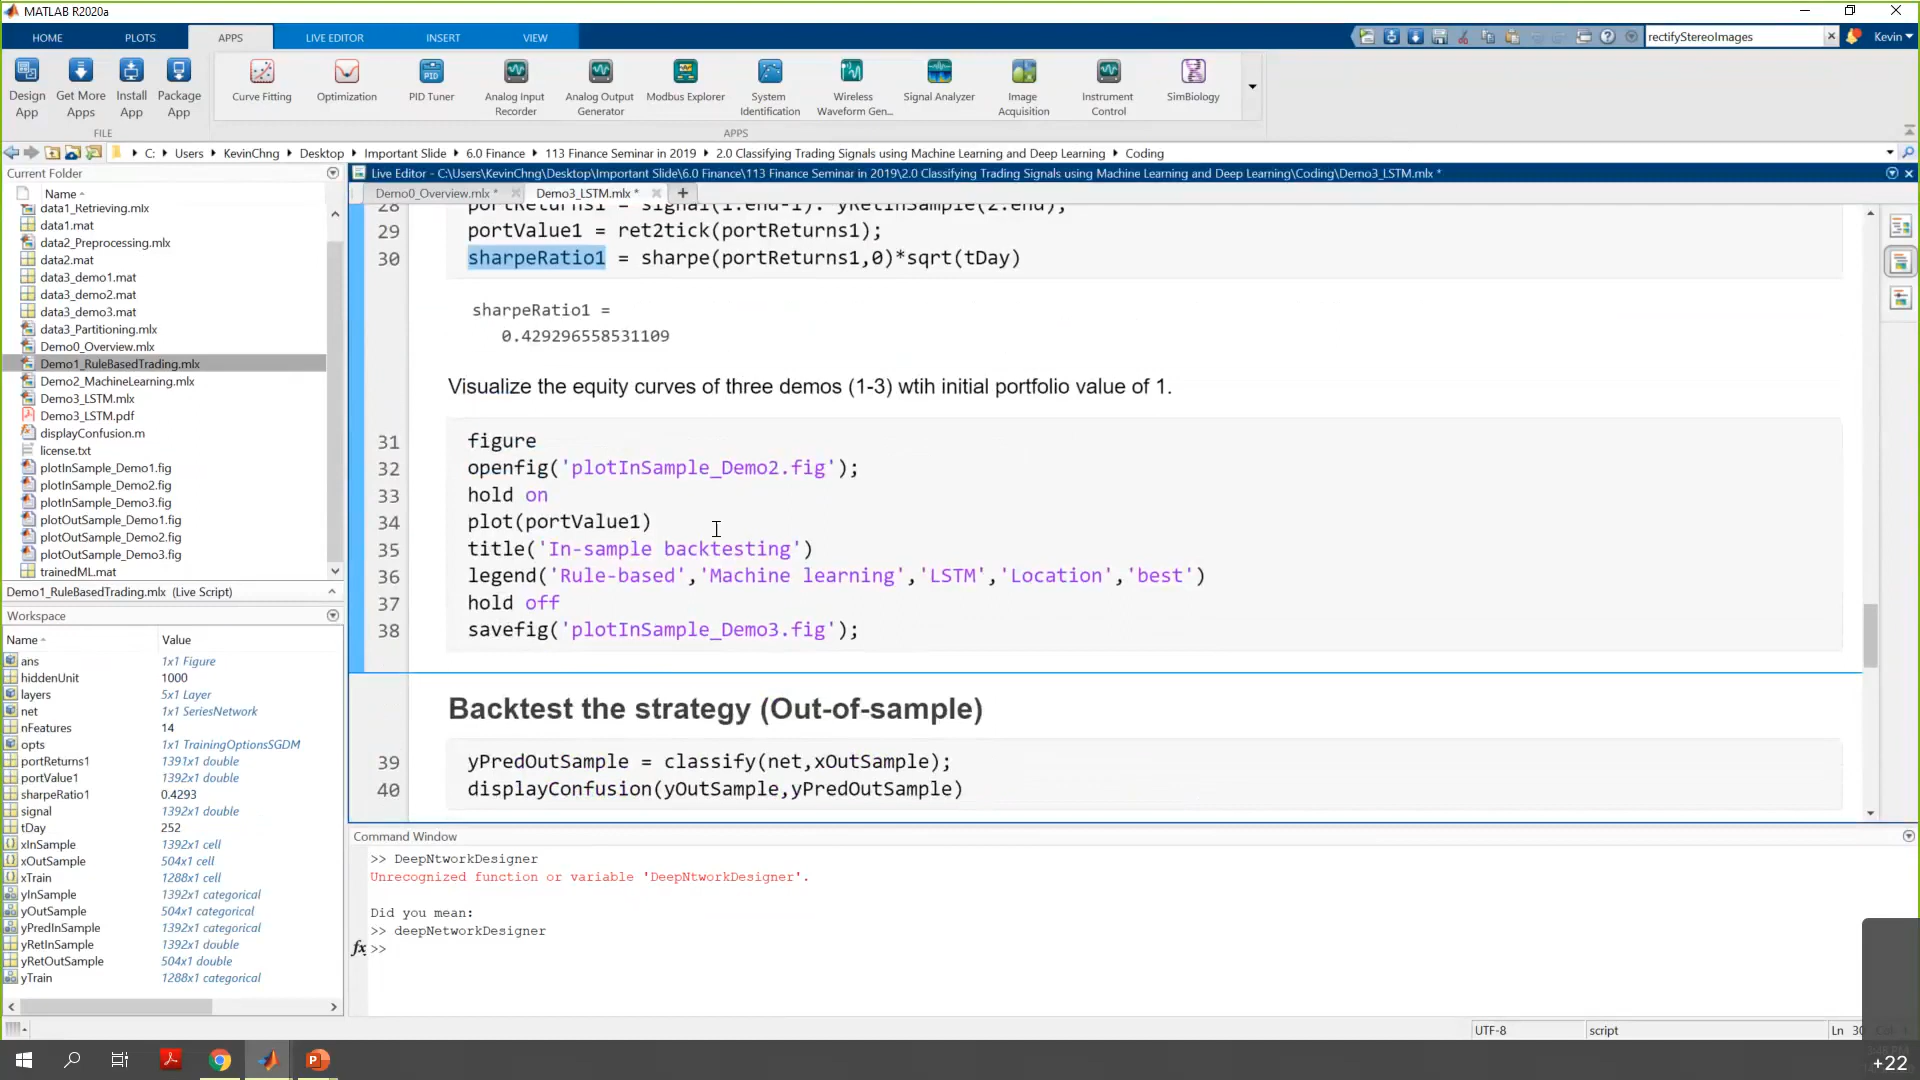 MATLAB R2020a
HOME PLOTS APPS LIVE EDITOR INSERT VIEW rectifyStereoImages Kevin
Design App Get More Apps Install App Package App Curve Fitting Optimization PID Tuner Analog Input Recorder Analog Output Generator Modbus Explorer System Identification Wireless Waveform Gen... Signal Analyzer Image Acquisition Instrument Control SimBiology
FILE APPS
C: Users KevinChng Desktop Important Slide 6.0 Finance 113 Finance Seminar in 2019 2.0 Classifying Trading Signals using Machine Learning and Deep Learning Coding
Current Folder
Name
data1_Retrieving.mlx
data1.mat
data2_Preprocessing.mlx
data2.mat
data3_demo1.mat
data3_demo2.mat
data3_demo3.mat
data3_Partitioning.mlx
Demo0_Overview.mlx
Demo1_RuleBasedTrading.mlx
Demo2_MachineLearning.mlx
Demo3_LSTM.mlx
Demo3_LSTM.pdf
displayConfusion.m
license.txt
plotInSample_Demo1.fig
plotInSample_Demo2.fig
plotInSample_Demo3.fig
plotOutSample_Demo1.fig
plotOutSample_Demo2.fig
plotOutSample_Demo3.fig
trainedML.mat
Demo1_RuleBasedTrading.mlx (Live Script)
Workspace
Name Value
ans 1x1 Figure
hiddenUnit 1000
layers 5x1 Layer
net 1x1 SeriesNetwork
nFeatures 14
opts 1x1 TrainingOptionsSGDM
portReturns1 1391x1 double
portValue1 1392x1 double
sharpeRatio1 0.4293
signal 1392x1 double
tDay 252
xInSample 1392x1 cell
xOutSample 504x1 cell
xTrain 1288x1 cell
yInSample 1392x1 categorical
yOutSample 504x1 categorical
yPredInSample 1392x1 categorical
yRetInSample 1392x1 double
yRetOutSample 504x1 double
yTrain 1288x1 categorical
Live Editor - C:\Users\KevinChng\Desktop\Important Slide\6.0 Finance\113 Finance Seminar in 2019\2.0 Classifying Trading Signals using Machine Learning and Deep Learning\Coding\Demo3_LSTM.mlx *
Demo0_Overview.mlx * Demo3_LSTM.mlx * +
28 portReturns1 = signal(1:end-1).*yRetInSample(2:end);
29 portValue1 = ret2tick(portReturns1);
30 sharpeRatio1 = sharpe(portReturns1,0)*sqrt(tDay)
sharpeRatio1 =
0.429296558531109
Visualize the equity curves of three demos (1-3) wtih initial portfolio value of 1.
31 figure
32 openfig('plotInSample_Demo2.fig');
33 hold on
34 plot(portValue1)
35 title('In-sample backtesting')
36 legend('Rule-based','Machine learning','LSTM','Location','best')
37 hold off
38 savefig('plotInSample_Demo3.fig');
Backtest the strategy (Out-of-sample)
39 yPredOutSample = classify(net,xOutSample);
40 displayConfusion(yOutSample,yPredOutSample)
Command Window
>> DeepNtworkDesigner
Unrecognized function or variable 'DeepNtworkDesigner'.
Did you mean:
>> deepNetworkDesigner
fx >>
UTF-8 script Ln 30
+22